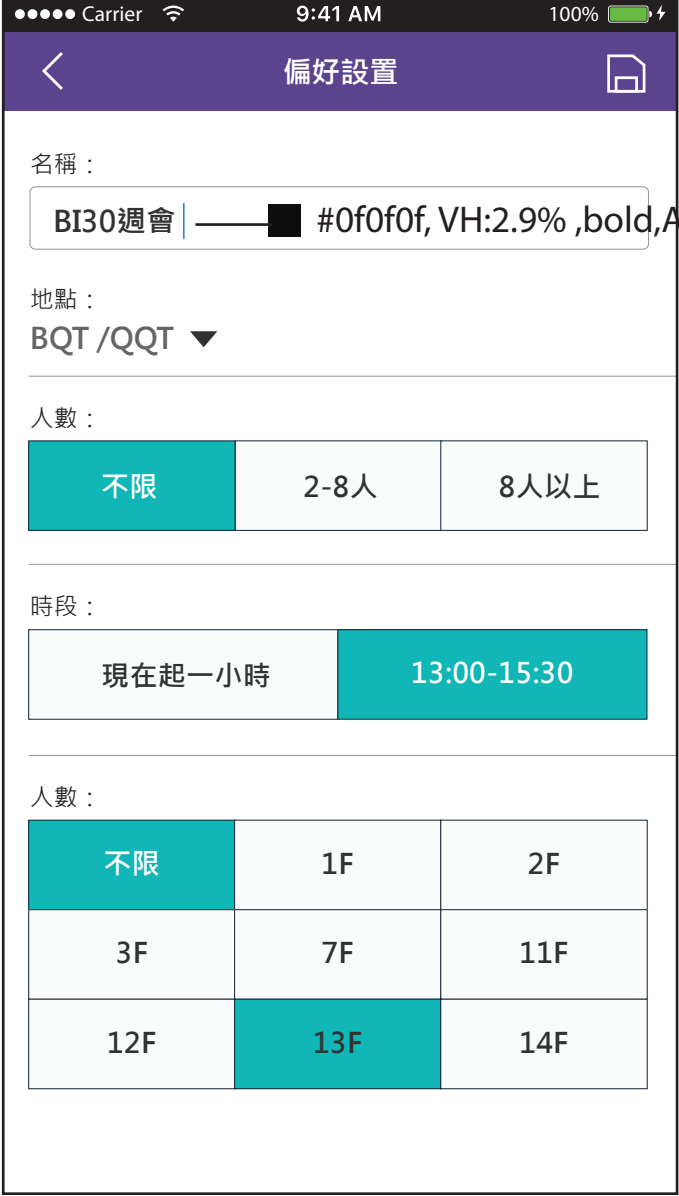 ●●●●● Carrier 9:41 AM 100%
偏好設置
名稱：
BI30週會 #0f0f0f, VH:2.9% ,bold,A
地點：
BQT /QQT
人數：
不限 2-8人 8人以上
時段：
現在起一小時 13:00-15:30
人數：
不限 1F 2F
3F 7F 11F
12F 13F 14F